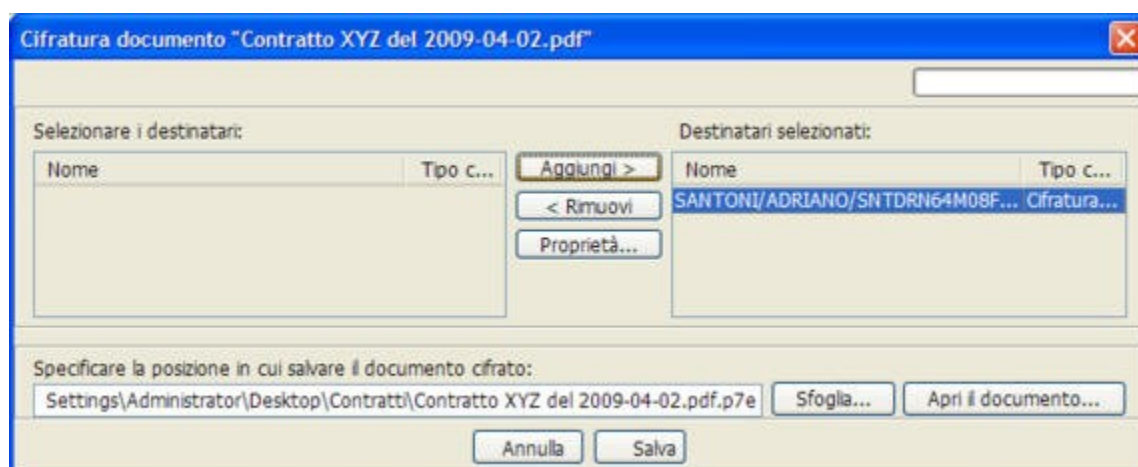 Cifratura documento "Contratto XYZ del 2009-04-02.pdf"
Selezionare i destinatari:
Destinatari selezionati:
Nome Tipo c... Aggiungi > Nome Tipo c...
< Rimuovi SANTONI/ADRIANO/SNTDRN64M08F... Cifratura...
Proprietà...
Specificare la posizione in cui salvare il documento cifrato:
Settings\Administrator\Desktop\Contratti\Contratto XYZ del 2009-04-02.pdf.p7e Sfoglia... Apri il documento...
Annulla Salva